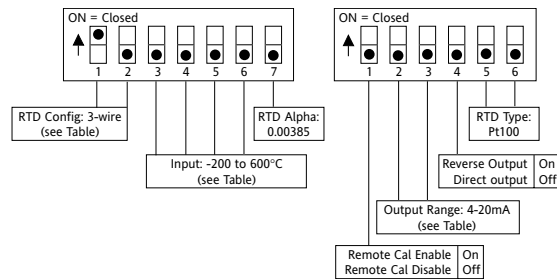 ON = Closed
1 2 3 4 5 6 7
RTD Config: 3-wire
(see Table)
RTD Alpha:
0.00385
Input: -200 to 600°C
(see Table)
ON = Closed
1 2 3 4 5 6
RTD Type:
Pt100
Reverse Output On
Direct output Off
Output Range: 4-20mA
(see Table)
Remote Cal Enable On
Remote Cal Disable Off